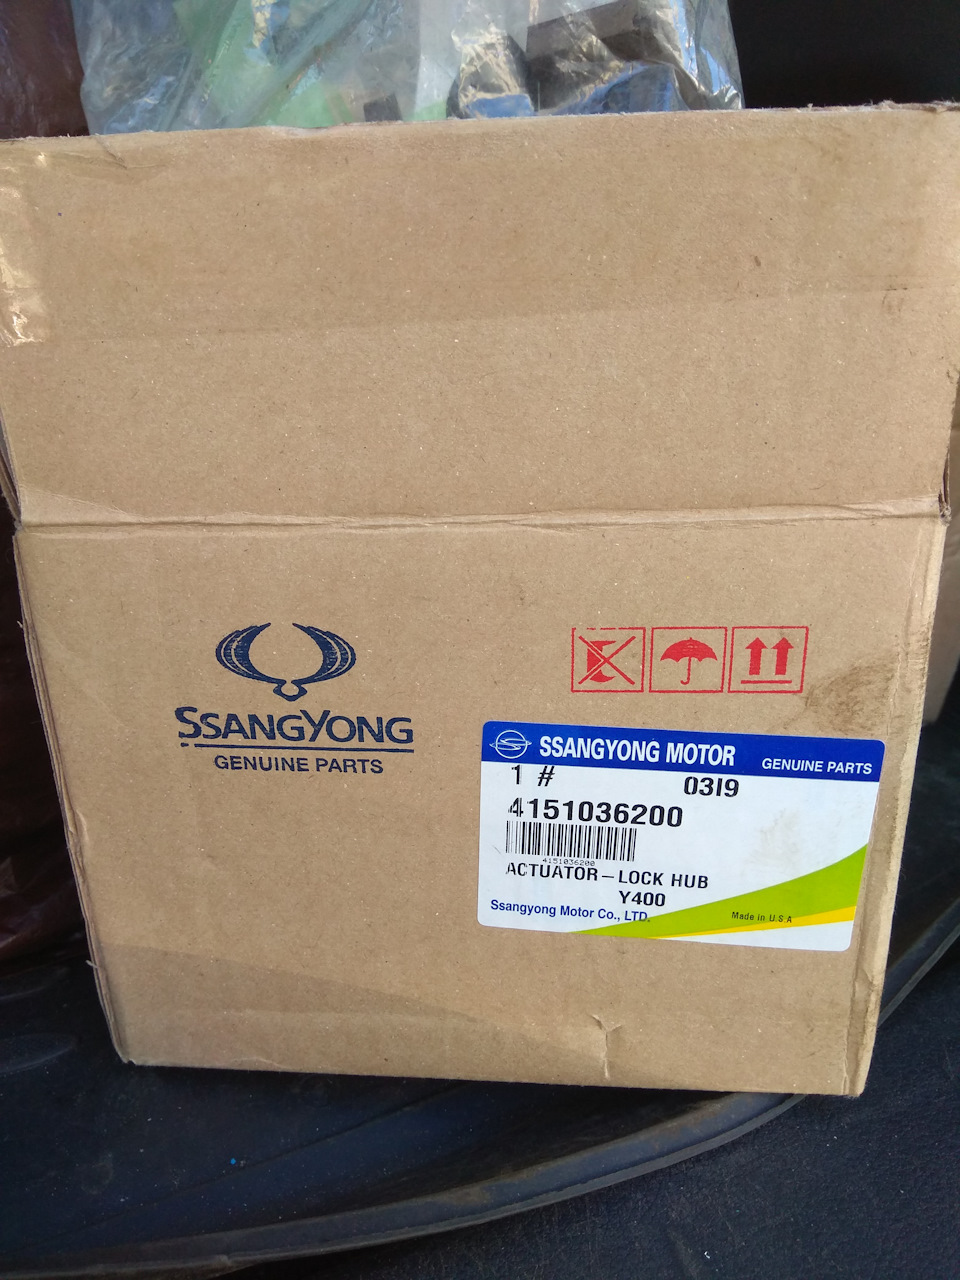 SSANGYONG
GENUINE PARTS
SSANGYONG MOTOR GENUINE PARTS
1 # 03I9
4151036200
4151036200
ACTUATOR-LOCK HUB
Y400
Ssangyong Motor Co., LTD.
Made in U.S.A